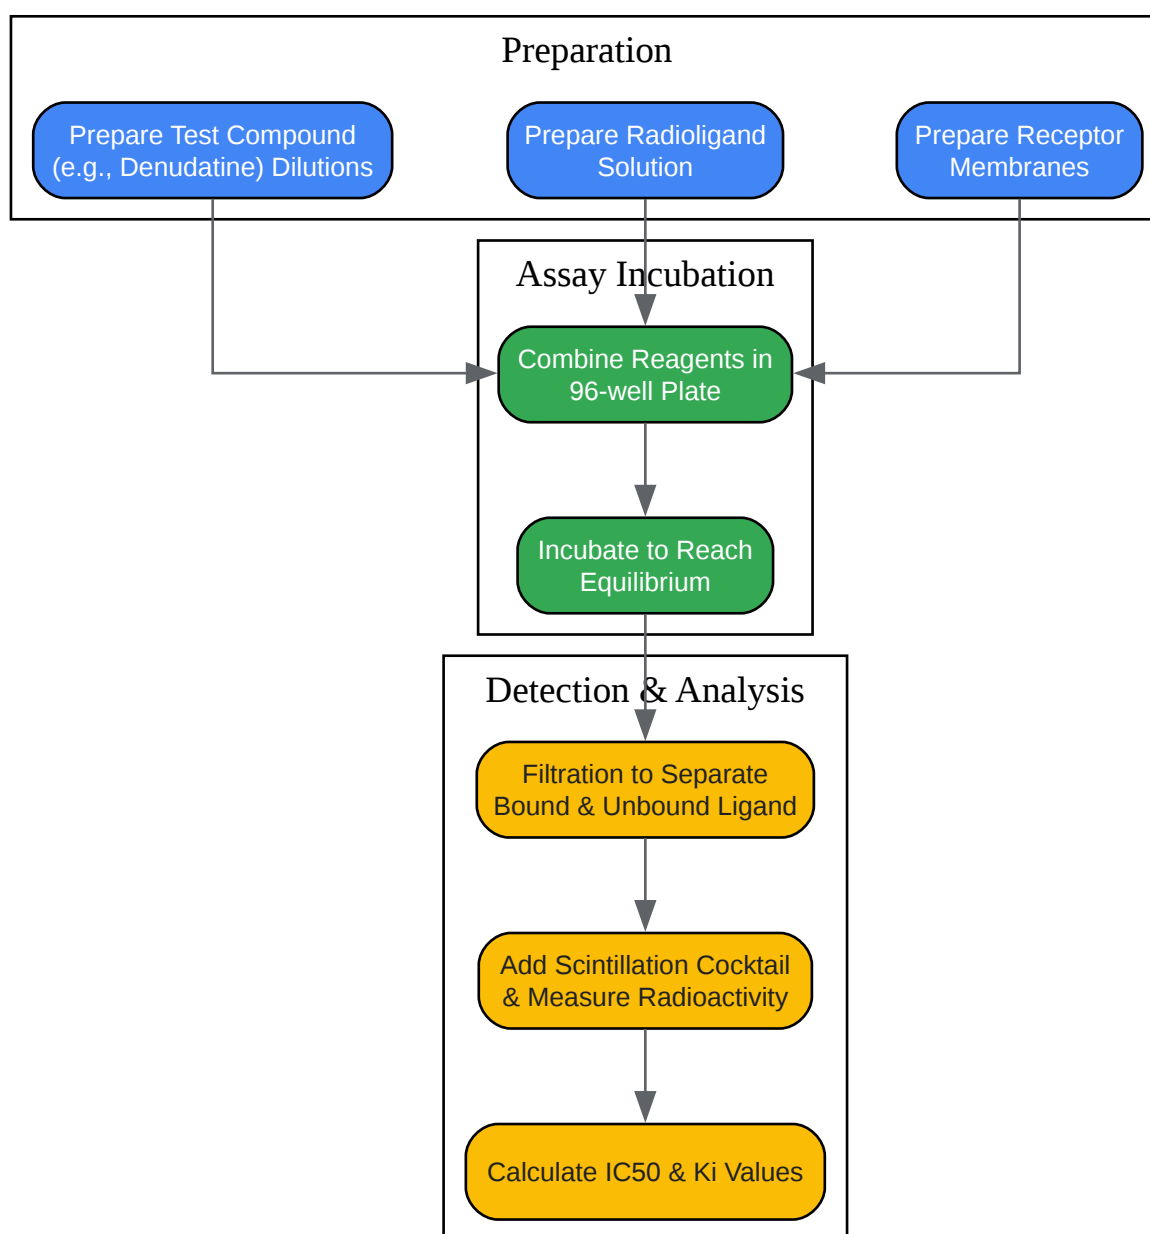 Preparation
Prepare Test Compound
(e.g., Denudatine) Dilutions
Prepare Radioligand
Solution
Prepare Receptor
Membranes
Assay Incubation
Combine Reagents in
96-well Plate
Incubate to Reach
Equilibrium
Detection & Analysis
Filtration to Separate
Bound & Unbound Ligand
Add Scintillation Cocktail
& Measure Radioactivity
Calculate IC50 & Ki Values